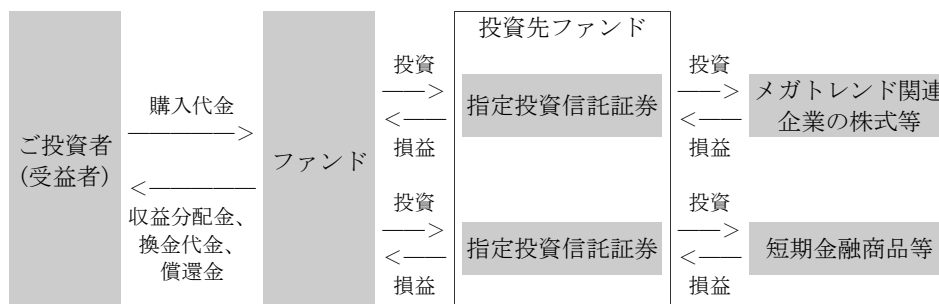 投資先ファンド
投資
投資
指定投資信託証券
メガトレンド関連
企業の株式等
損益
損益
購入代金
ご投資者
(受益者)
ファンド
収益分配金、
換金代金、
償還金
投資
投資
指定投資信託証券
短期金融商品等
損益
損益